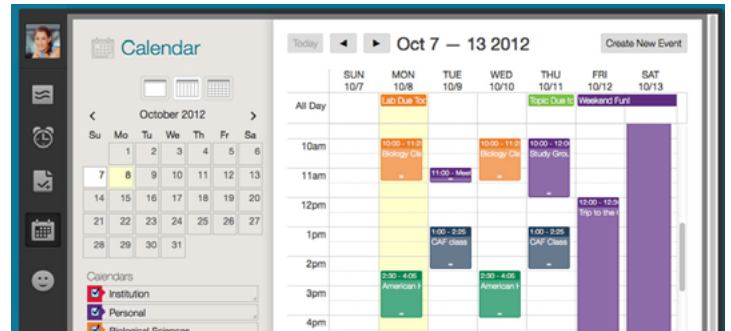 Calendar
Today
Oct 7 — 13 2012
Create New Event
SUN MON TUE WED THU FRI SAT
10/7 10/8 10/9 10/10 10/11 10/12 10/13
October 2012
All Day
Lab Due
Topic Due
Weekend Fun!
Su Mo Tu We Th Fr Sa
1 2 3 4 5 6
7 8 9 10 11 12 13
14 15 16 17 18 19 20
21 22 23 24 25 26 27
28 29 30 31
10am
10:00 - 11:2
Biology
10:00 - 11:2
Biology
10:00 - 12:0
Study
11am
11:00 -
12pm
12:00 - 12:3
Trip to the
1pm
1:00 - 2:25
CAF class
1:00 - 2:25
CAF Class
2pm
2:30 - 4:05
American
2:30 - 4:05
American
3pm
4pm
Calendars
Institution
Personal
Biological Sciences